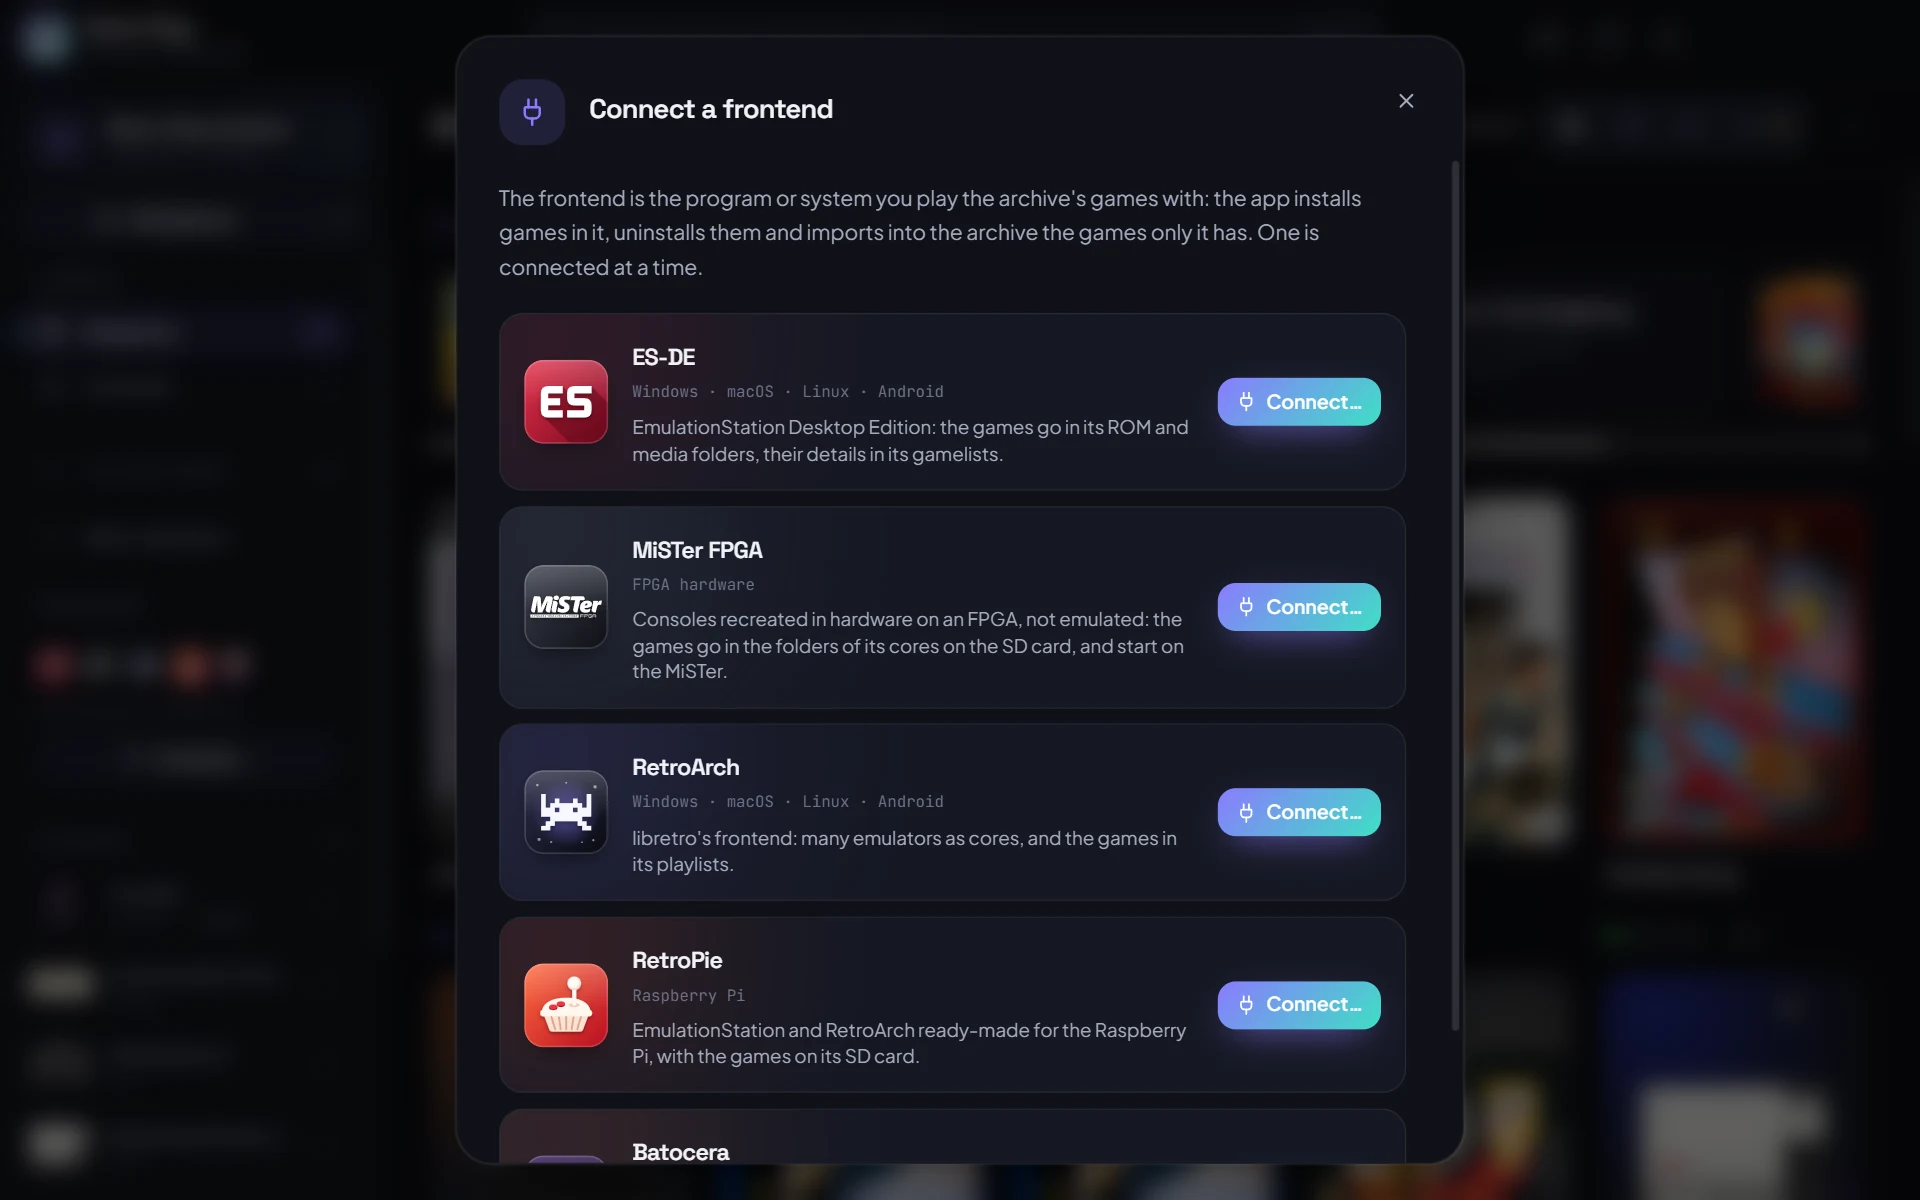 Connect a frontend
The frontend is the program or system you play the archive's games with: the app installs
games in it, uninstalls them and imports into the archive the games only it has. One is
connected at a time.
ES
ES-DE
Windows · macOS · Linux · Android
EmulationStation Desktop Edition: the games go in its ROM and
media folders, their details in its gamelists.
Connect…
MiSTer
MiSTer FPGA
FPGA hardware
Consoles recreated in hardware on an FPGA, not emulated: the
games go in the folders of its cores on the SD card, and start on
the MiSTer.
Connect…
RetroArch
Windows · macOS · Linux · Android
libretro's frontend: many emulators as cores, and the games in
its playlists.
Connect…
RetroPie
Raspberry Pi
EmulationStation and RetroArch ready-made for the Raspberry
Pi, with the games on its SD card.
Connect…
Batocera